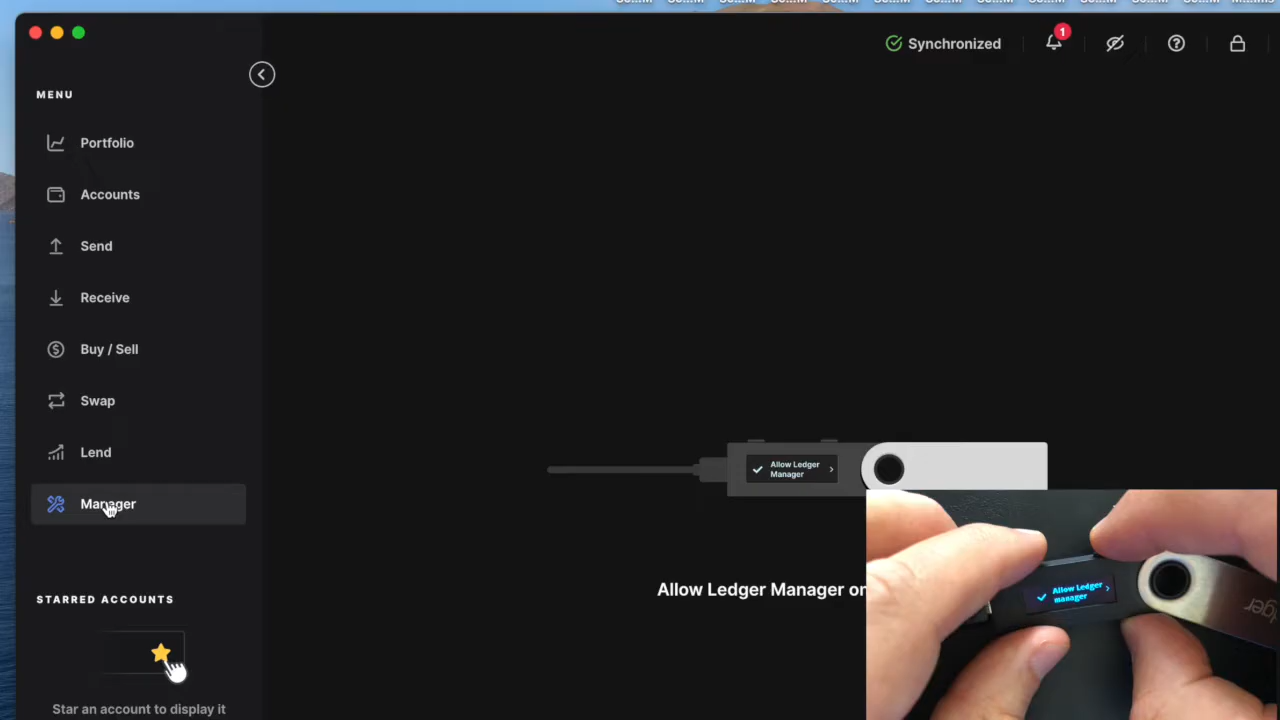 Synchronized
1
MENU
Portfolio
Accounts
Send
Receive
Buy / Sell
Swap
Lend
Manager
Allow Ledger
Manager
Allow Ledger Manager on
Allow Ledger
manager
STARRED ACCOUNTS
Star an account to display it